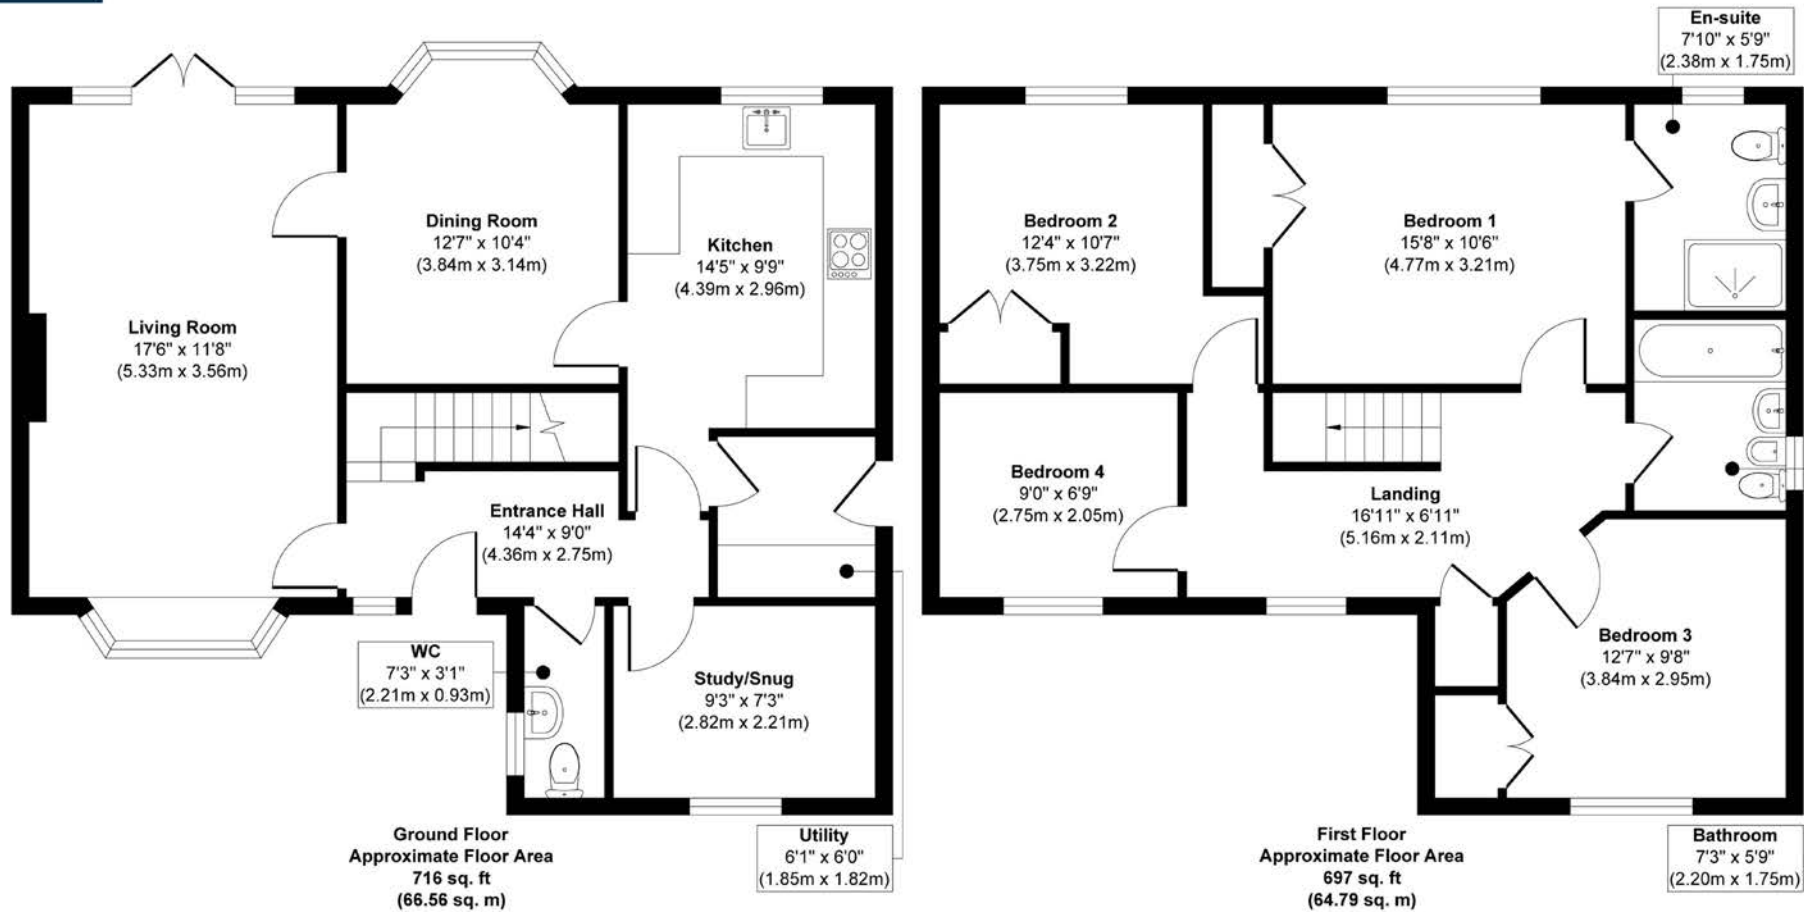 En-suite
7'10" x 5'9"
(2.38m x 1.75m)
Living Room
17'6" x 11'8"
(5.33m x 3.56m)
Dining Room
12'7" x 10'4"
(3.84m x 3.14m)
Kitchen
14'5" x 9'9"
(4.39m x 2.96m)
Entrance Hall
14'4" x 9'0"
(4.36m x 2.75m)
WC
7'3" x 3'1"
(2.21m x 0.93m)
Study/Snug
9'3" x 7'3"
(2.82m x 2.21m)
Utility
6'1" x 6'0"
(1.85m x 1.82m)
Ground Floor
Approximate Floor Area
716 sq. ft
(66.56 sq. m)
Bedroom 2
12'4" x 10'7"
(3.75m x 3.22m)
Bedroom 1
15'8" x 10'6"
(4.77m x 3.21m)
Bedroom 4
9'0" x 6'9"
(2.75m x 2.05m)
Landing
16'11" x 6'11"
(5.16m x 2.11m)
Bedroom 3
12'7" x 9'8"
(3.84m x 2.95m)
Bathroom
7'3" x 5'9"
(2.20m x 1.75m)
First Floor
Approximate Floor Area
697 sq. ft
(64.79 sq. m)